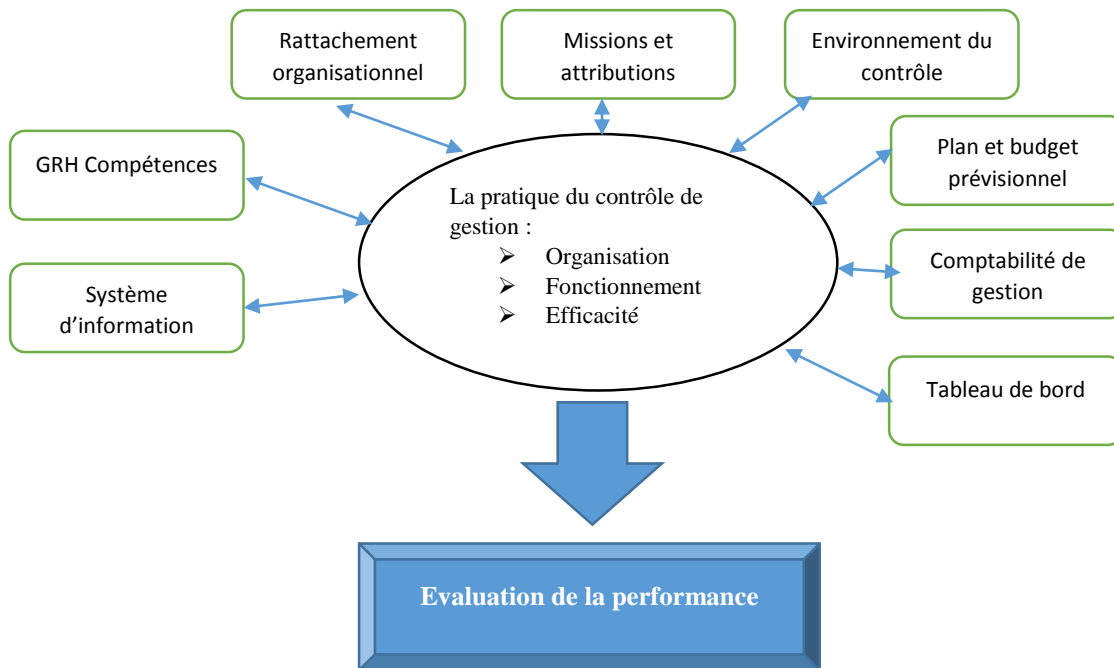 Rattachement
organisationnel
Missions et
attributions
Environnement du
contrôle
GRH Compétences
Plan et budget
prévisionnel
La pratique du contrôle de
gestion :
➢ Organisation
➢ Fonctionnement
➢ Efficacité
Système
d’information
Comptabilité de
gestion
Tableau de bord
Evaluation de la performance